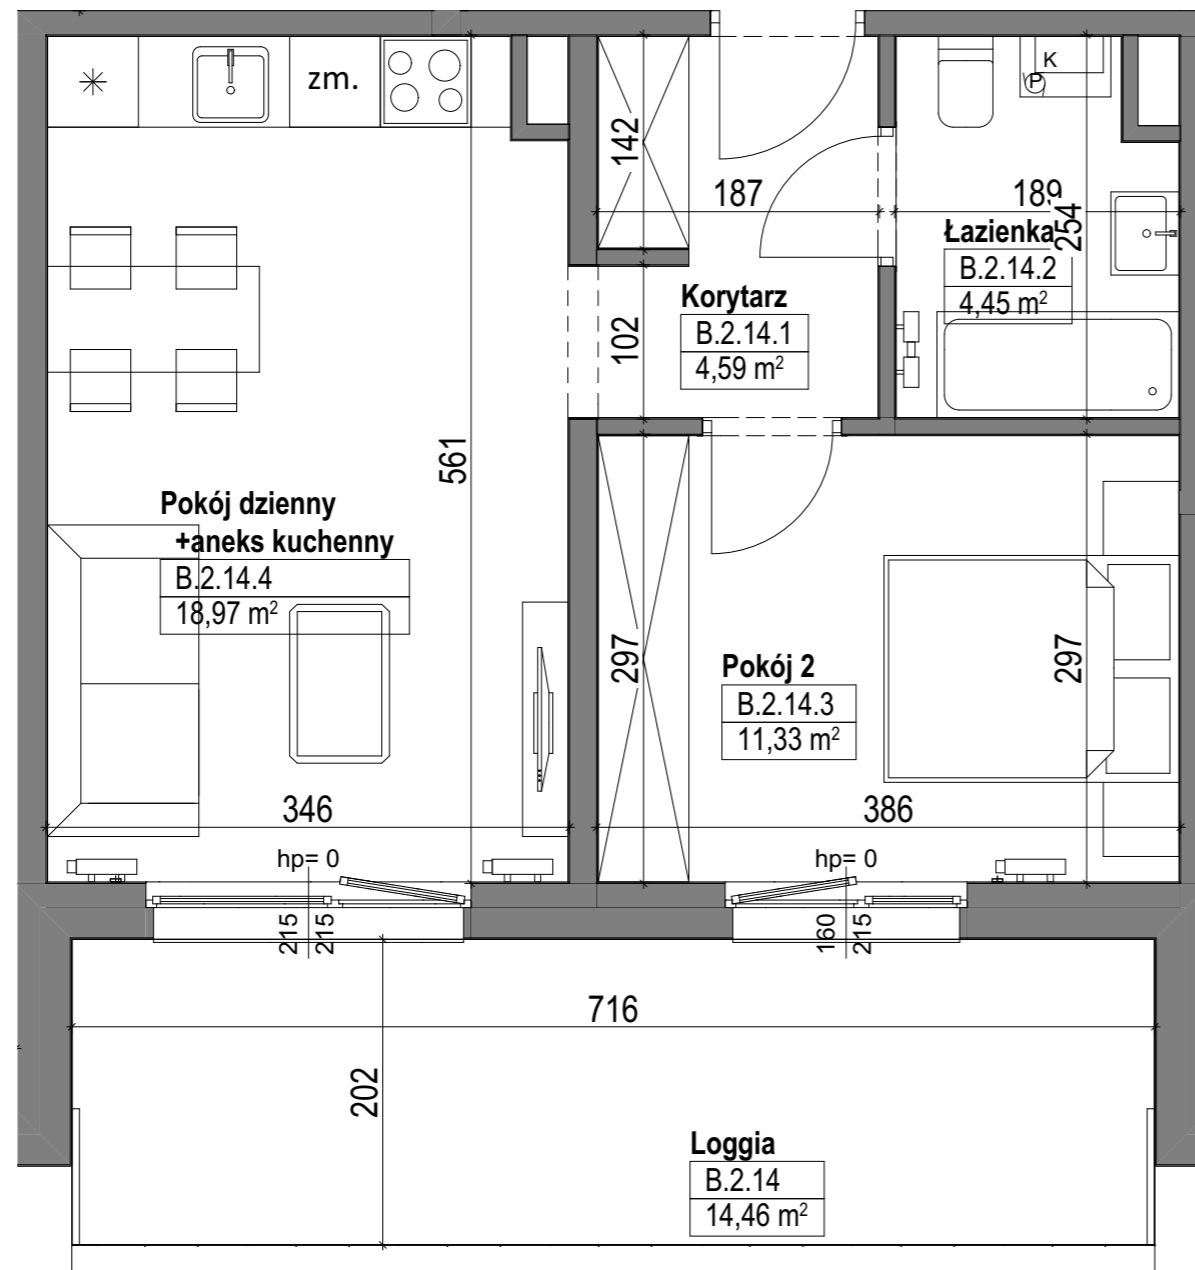 zm.
K
P
142
187
189
254
Łazienka
B.2.14.2
4,45 m²
Korytarz
B.2.14.1
4,59 m²
102
561
Pokój dzienny
+aneks kuchenny
B.2.14.4
18,97 m²
297
Pokój 2
B.2.14.3
11,33 m²
297
346
386
hp= 0
hp= 0
215
215
160
215
716
202
Loggia
B.2.14
14,46 m²